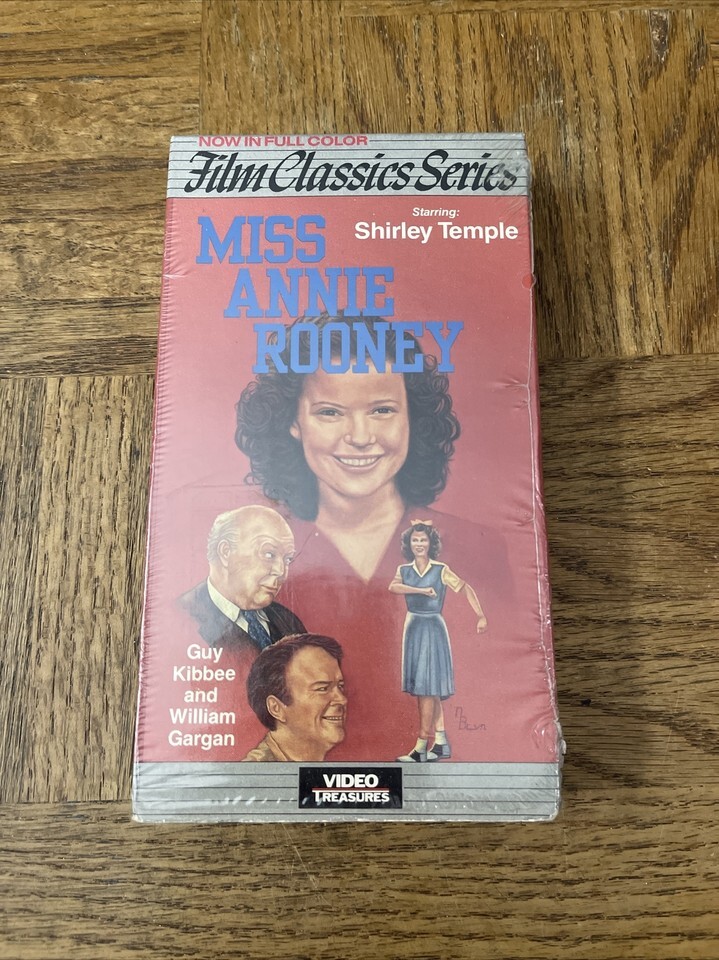 NOW IN FULL COLOR
Film Classics Series
Starring:
Shirley Temple
MISS
ANNIE
ROONEY
Guy
Kibbee
and
William
Gargan
VIDEO
TREASURES